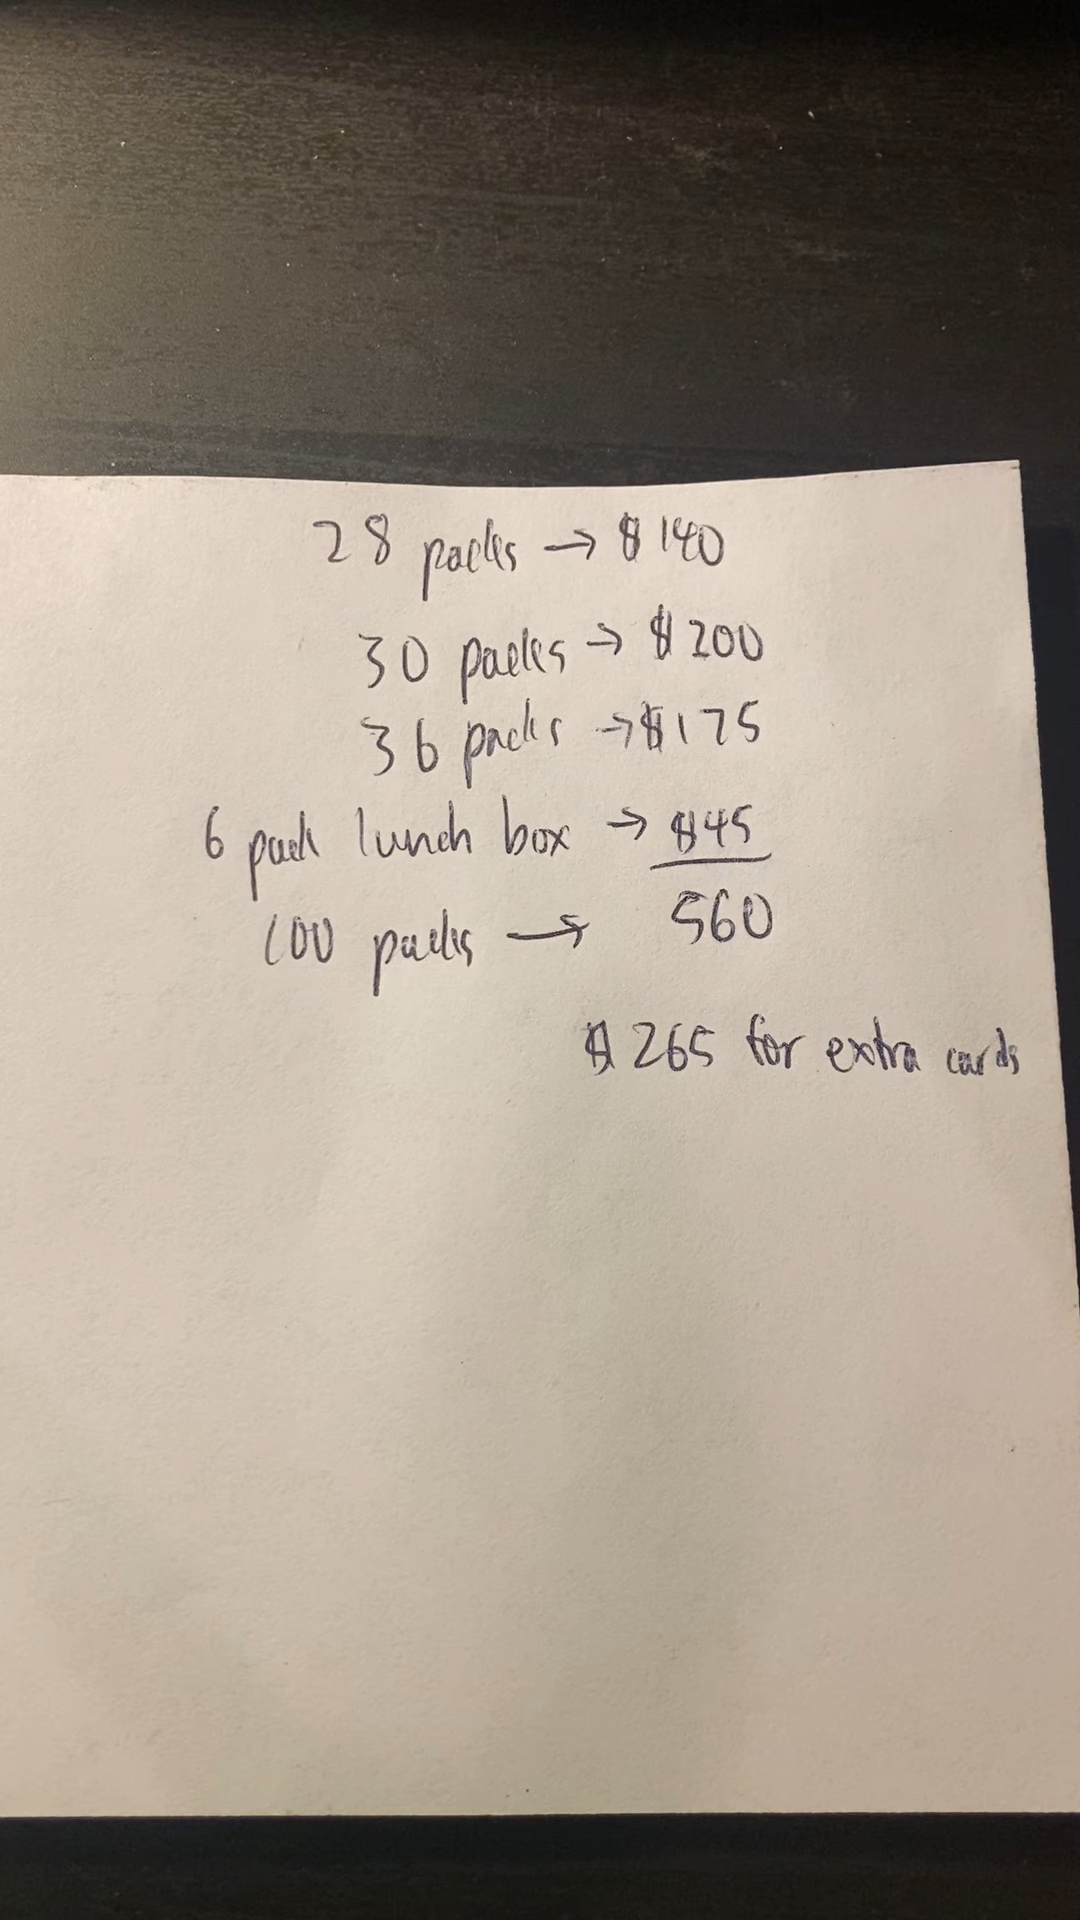 28 packs → $140
30 packs → $200
36 packs → $175
6 pack lunch box → $45
100 packs → 560
$265 for extra cards